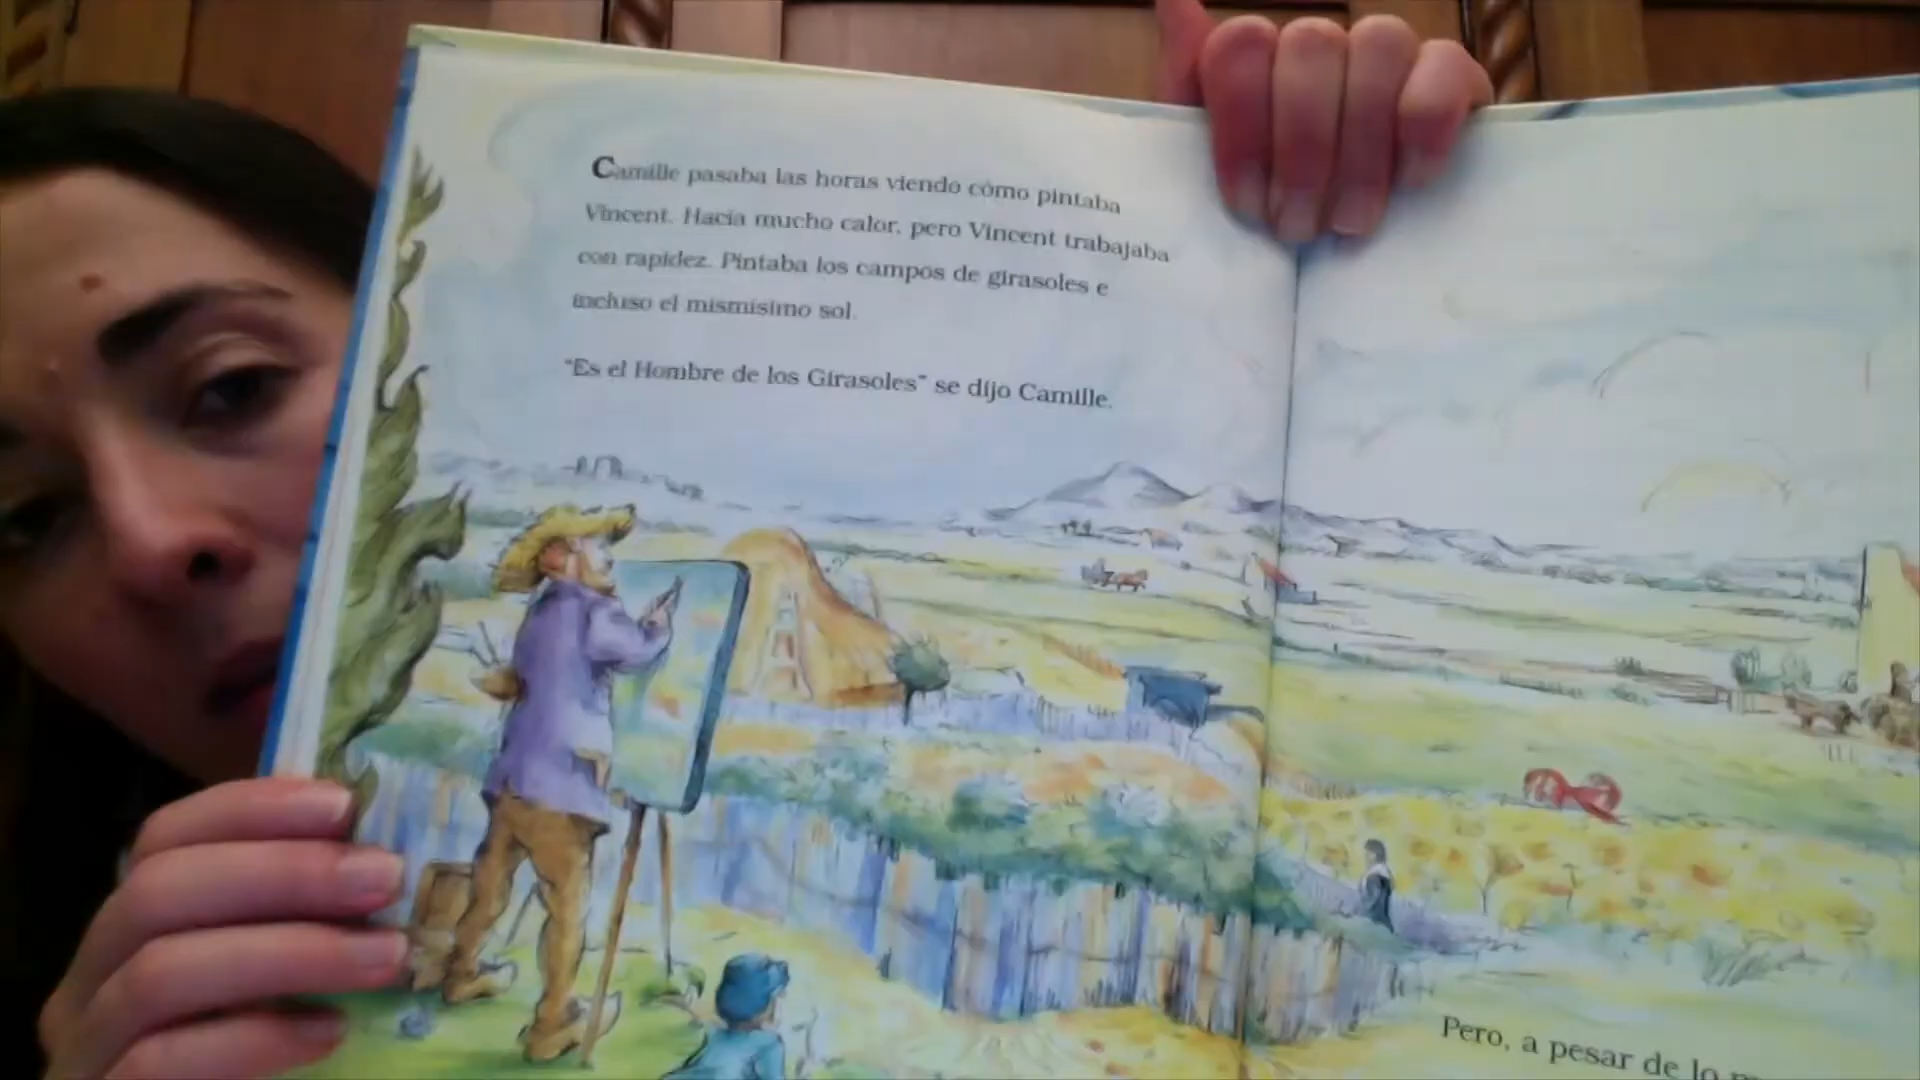 Camille pasaba las horas viendo cómo pintaba
Vincent. Hacía mucho calor, pero Vincent trabajaba
con rapidez. Pintaba los campos de girasoles e
incluso el mismísimo sol.
"Es el Hombre de los Girasoles" se dijo Camille.
Pero, a pesar de lo